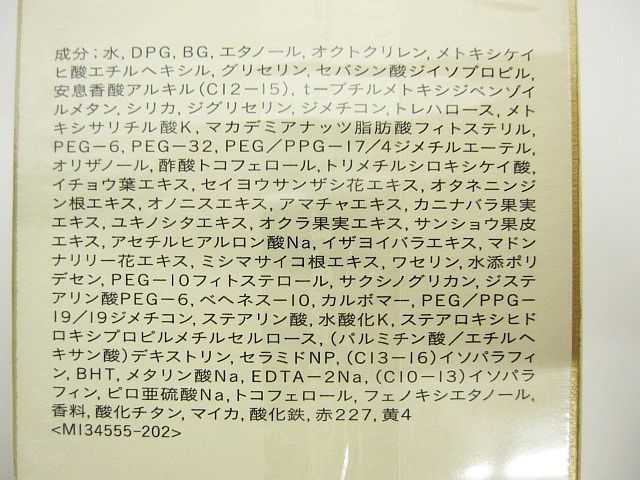 成分；水, DPG, BG, エタノール, オクトクリレン, メトキシケイ
ヒ酸エチルヘキシル, グリセリン, セバシン酸ジイソプロピル,
安息香酸アルキル(C12−15), t−ブチルメトキシジベンゾイ
ルメタン, シリカ, ジグリセリン, ジメチコン, トレハロース, メト
キシサリチル酸K, マカデミアナッツ脂肪酸フィトステリル,
PEG−6, PEG−32, PEG／PPG−17／4ジメチルエーテル,
オリザノール, 酢酸トコフェロール, トリメチルシロキシケイ酸,
イチョウ葉エキス, セイヨウサンザシ花エキス, オタネニンジ
ン根エキス, オノニスエキス, アマチャエキス, カニナバラ果実
エキス, ユキノシタエキス, オクラ果実エキス, サンショウ果皮
エキス, アセチルヒアルロン酸Na, イザヨイバラエキス, マドン
ナリリー花エキス, ミシマサイコ根エキス, ワセリン, 水添ポリ
デセン, PEG−10フィトステロール, サクシノグリカン, ジステ
アリン酸PEG−6, ベヘネス−10, カルボマー, PEG／PPG−
19／19ジメチコン, ステアリン酸, 水酸化K, ステアロキシヒド
ロキシプロピルメチルセルロース, (パルミチン酸／エチルヘ
キサン酸)デキストリン, セラミドNP, (C13−16)イソパラフィ
ン, BHT, メタリン酸Na, EDTA−2Na, (C10−13)イソパラ
フィン, ピロ亜硫酸Na, トコフェロール, フェノキシエタノール,
香料, 酸化チタン, マイカ, 酸化鉄, 赤227, 黄4
<MI34555-202>